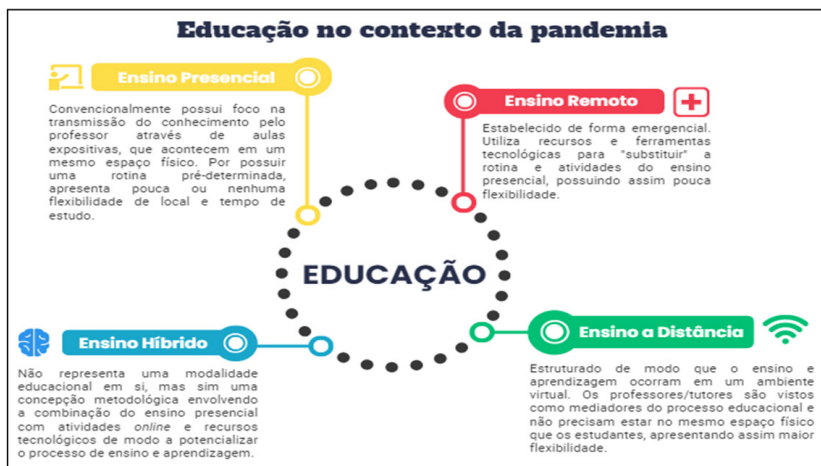 Educação no contexto da pandemia
Ensino Presencial
Convencionalmente possui foco na
transmissão do conhecimento pelo
professor através de aulas
expositivas, que acontecem em um
mesmo espaço físico. Por possuir
uma rotina pré-determinada,
apresenta pouca ou nenhuma
flexibilidade de local e tempo de
estudo.
Ensino Remoto
Estabelecido de forma emergencial.
Utiliza recursos e ferramentas
tecnológicas para "substituir" a
rotina e atividades do ensino
presencial, possuindo assim pouca
flexibilidade.
EDUCAÇÃO
Ensino Híbrido
Não representa uma modalidade
educacional em si, mas sim uma
concepção metodológica envolvendo
a combinação do ensino presencial
com atividades online e recursos
tecnológicos de modo a potencializar
o processo de ensino e aprendizagem.
Ensino a Distância
Estruturado de modo que o ensino e
aprendizagem ocorram em um ambiente
virtual. Os professores/tutores são vistos
como mediadores do processo educacional e
não precisam estar no mesmo espaço físico
que os estudantes, apresentando assim maior
flexibilidade.